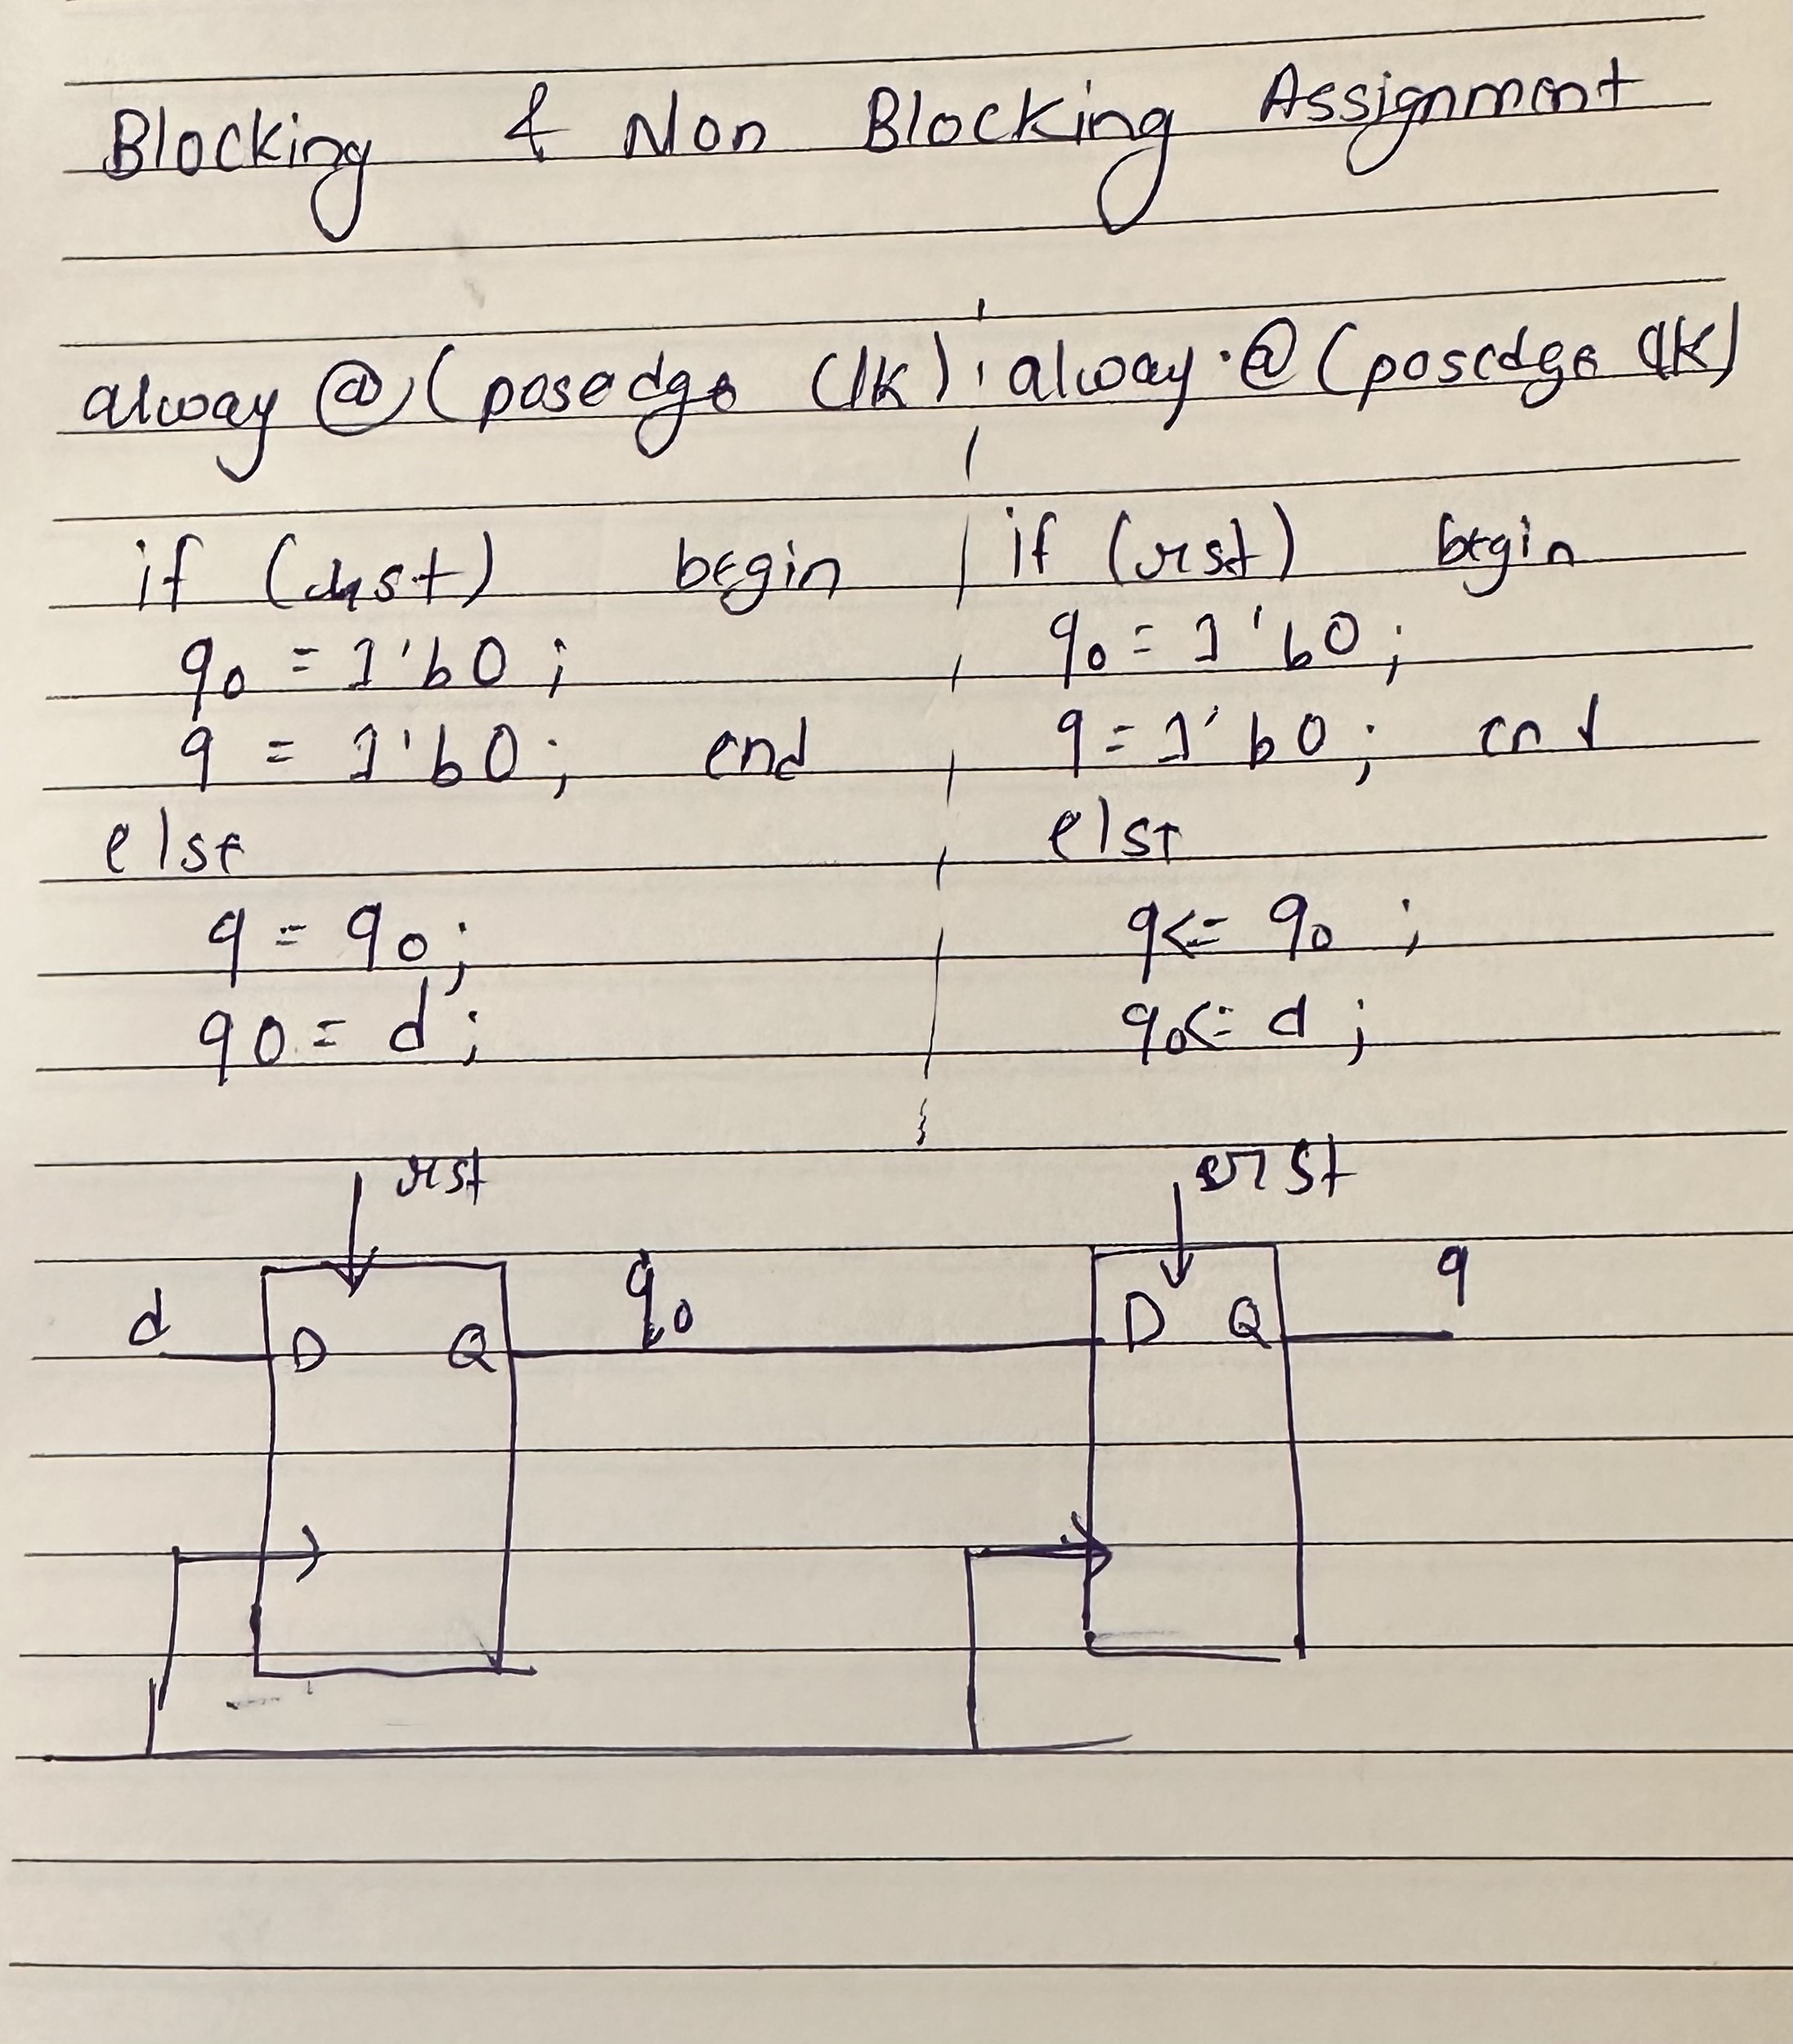 Blocking & Non Blocking Assignment
alway @ (posedge clk) alway @ (posedge clk)
if (rst) begin if (rst) begin
q0 = 1'b0; q0 = 1'b0;
q = 1'b0; end q = 1'b0; end
else else
q = q0; q<= q0 ;
q0 = d; q0<= d ;
rst rst
d D Q q0 D Q q